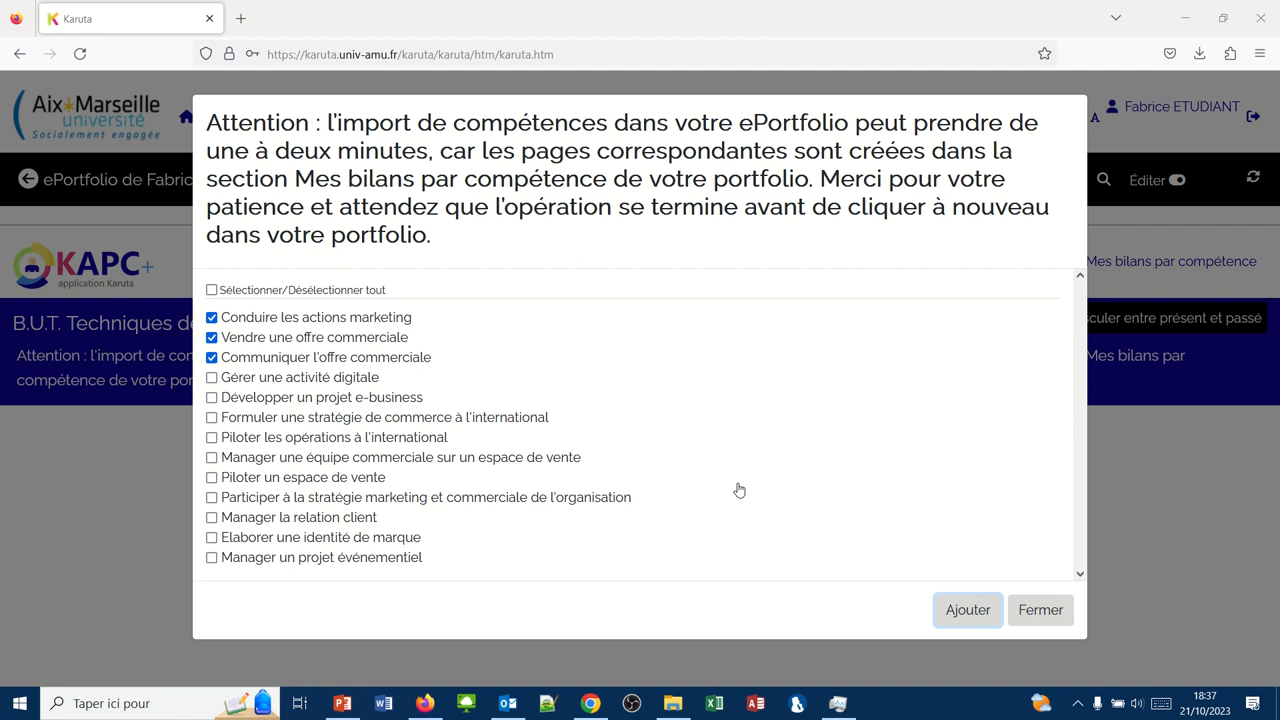 Karuta
https://karuta.univ-amu.fr/karuta/karuta/htm/karuta.htm
Aix Marseille
université
Socialement engagée
Fabrice ETUDIANT
A
ePortfolio de Fabric
Éditer
KAPC+
application Karuta
Mes bilans par compétence
B.U.T. Techniques de
culer entre présent et passé
Attention : l'import de com
Mes bilans par
compétence de votre por
Attention : l'import de compétences dans votre ePortfolio peut prendre de
une à deux minutes, car les pages correspondantes sont créées dans la
section Mes bilans par compétence de votre portfolio. Merci pour votre
patience et attendez que l'opération se termine avant de cliquer à nouveau
dans votre portfolio.
Sélectionner/Désélectionner tout
Conduire les actions marketing
Vendre une offre commerciale
Communiquer l'offre commerciale
Gérer une activité digitale
Développer un projet e-business
Formuler une stratégie de commerce à l'international
Piloter les opérations à l'international
Manager une équipe commerciale sur un espace de vente
Piloter un espace de vente
Participer à la stratégie marketing et commerciale de l'organisation
Manager la relation client
Elaborer une identité de marque
Manager un projet événementiel
Ajouter
Fermer
Taper ici pour
18:37
21/10/2023